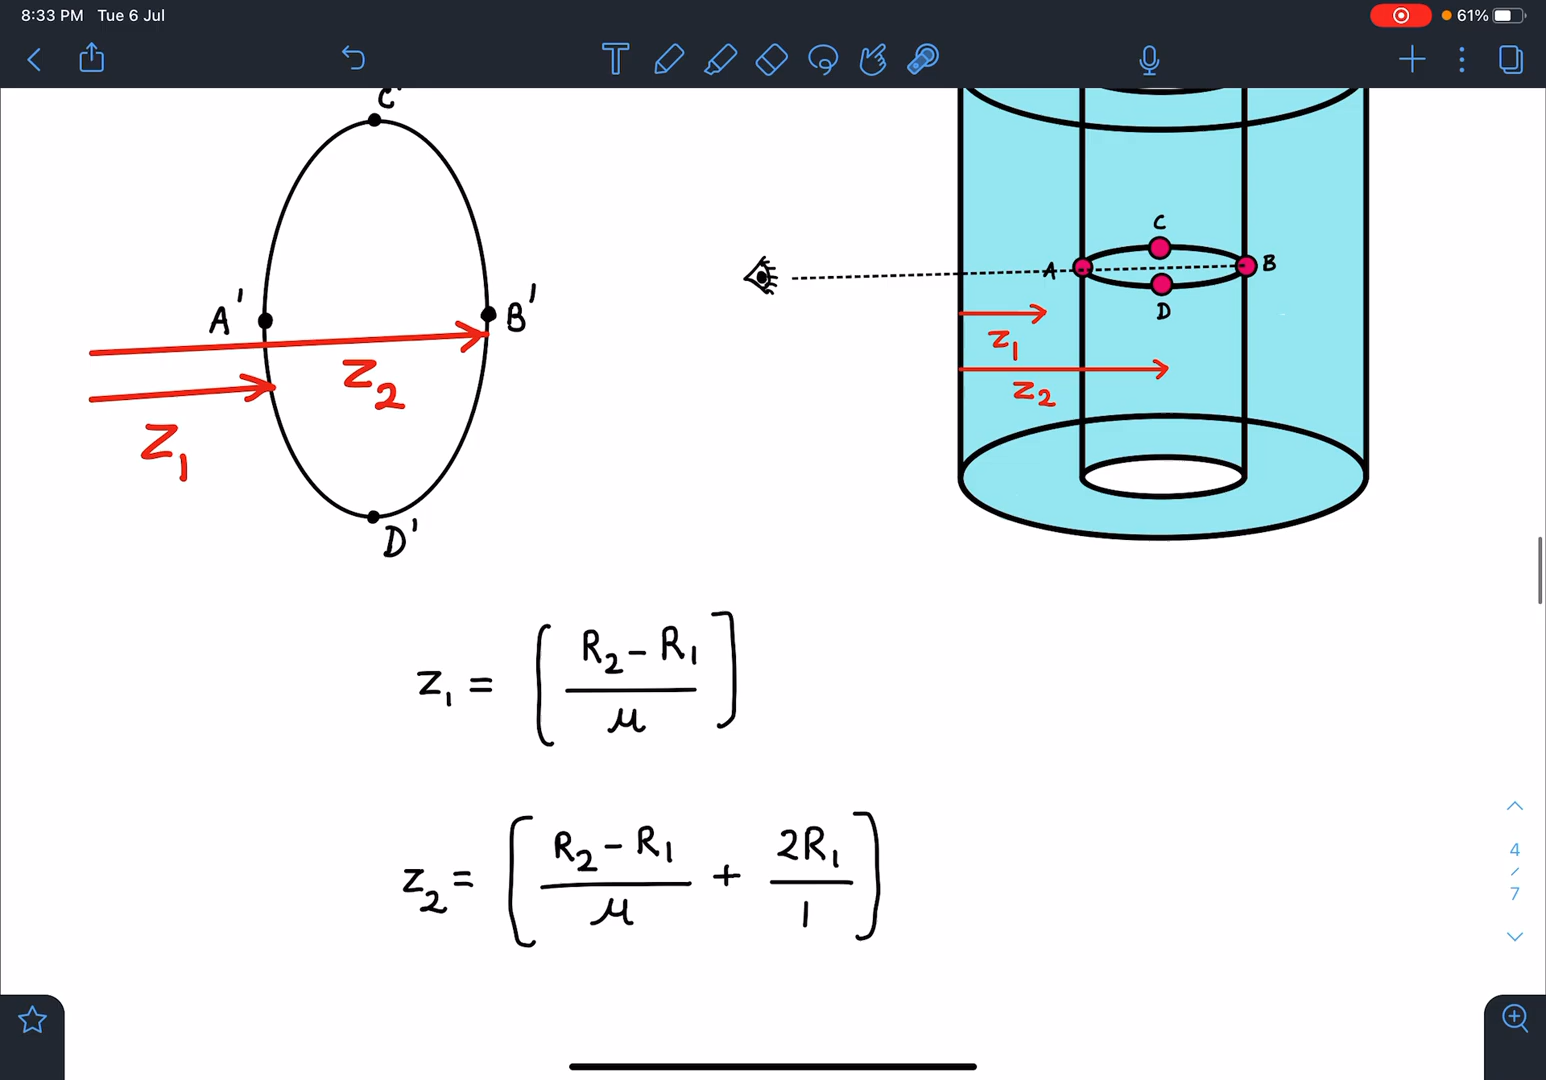 8:33 PM Tue 6 Jul
61%
T
C'
A'
B'
Z₂
Z₁
D'
C
A
B
D
Z₁
Z₂
Z₁ = [ (R₂ - R₁) / μ ]
Z₂ = [ (R₂ - R₁) / μ + 2R₁ / 1 ]
4
/
7